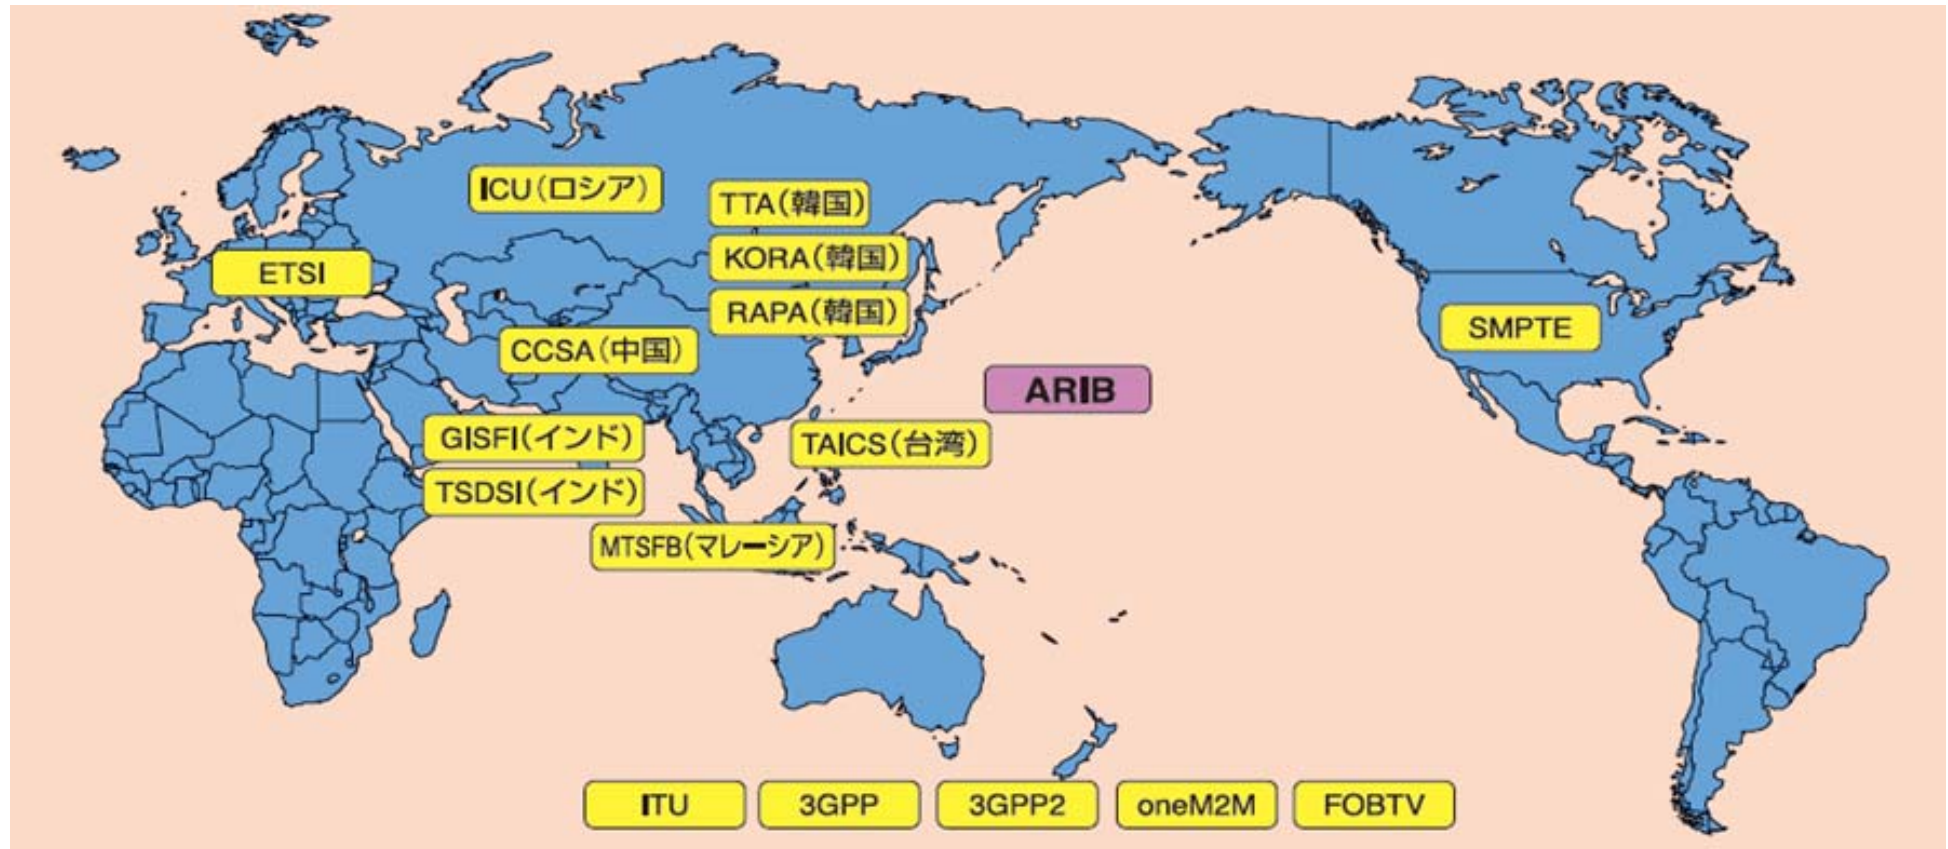 ICU(ロシア)
TTA(韓国)
KORA(韓国)
ETSI
RAPA(韓国)
SMPTE
CCSA(中国)
ARIB
GISFI(インド)
TAICS(台湾)
TSDSI(インド)
MTSFB(マレーシア)
ITU
3GPP
3GPP2
oneM2M
FOBTV